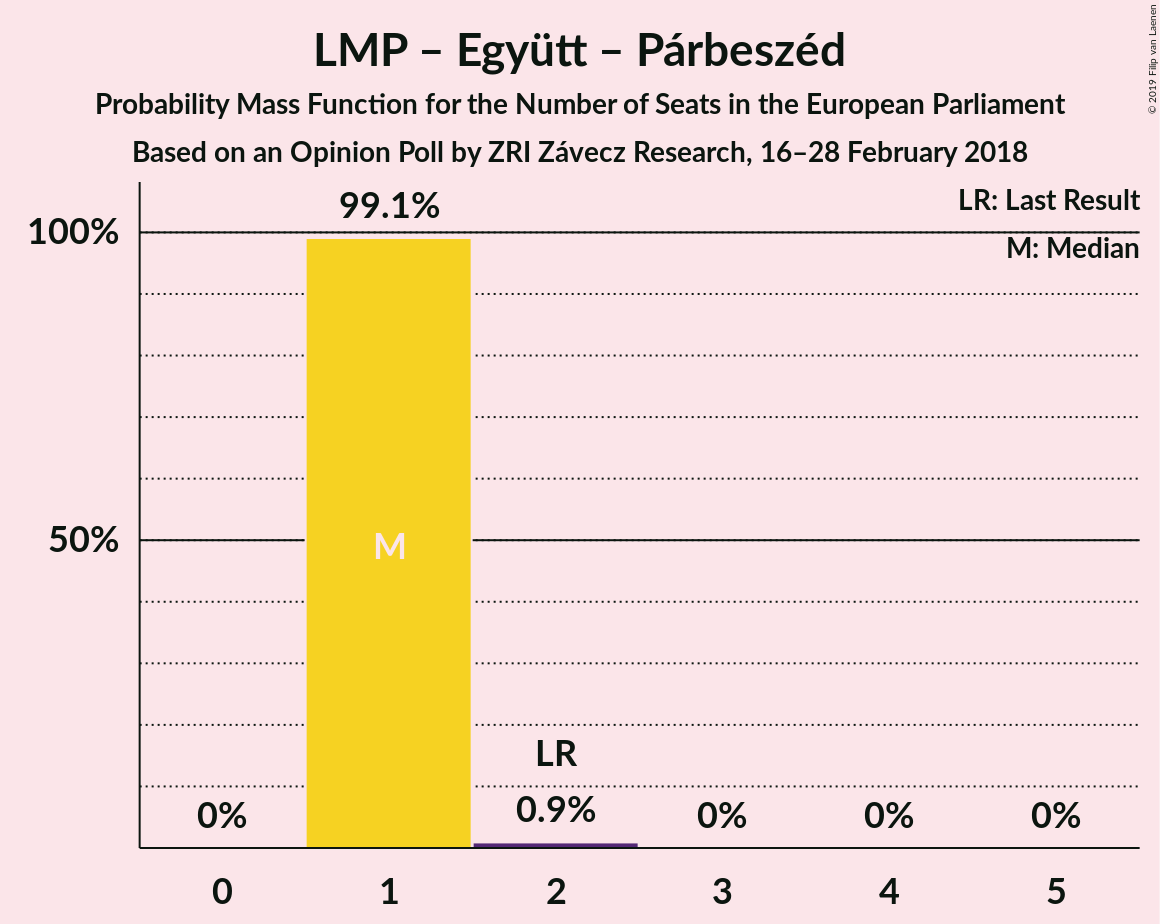 LMP – Együtt – Párbeszéd
Probability Mass Function for the Number of Seats in the European Parliament
Based on an Opinion Poll by ZRI Závecz Research, 16–28 February 2018
© 2019 Filip van Laenen
LR: Last Result
M: Median
99.1%
100%
50%
M
LR
0%
0.9%
0%
0%
0%
0
1
2
3
4
5